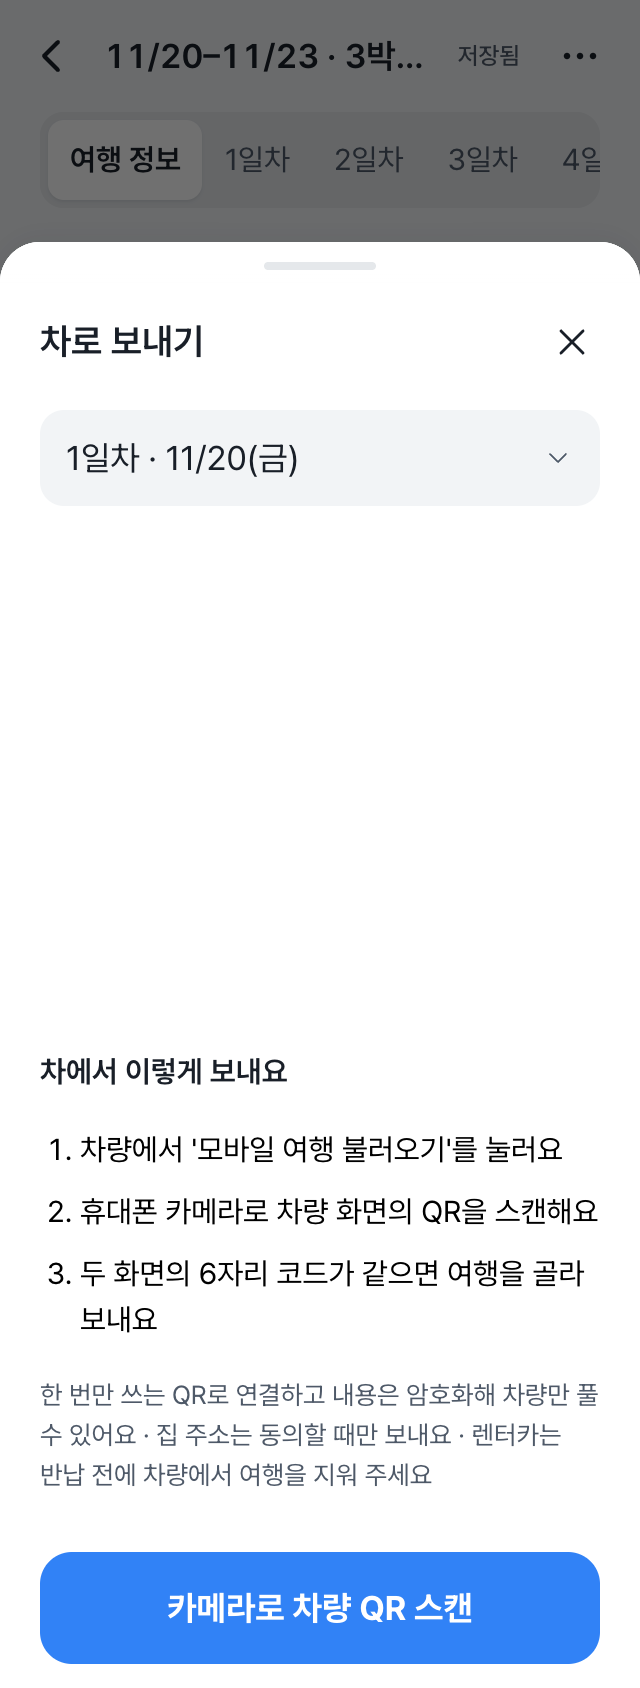 11/20–11/23 · 3박... 저장됨
여행 정보 1일차 2일차 3일차 4일
차로 보내기
1일차 · 11/20(금)
차에서 이렇게 보내요
1. 차량에서 '모바일 여행 불러오기'를 눌러요
2. 휴대폰 카메라로 차량 화면의 QR을 스캔해요
3. 두 화면의 6자리 코드가 같으면 여행을 골라
보내요
한 번만 쓰는 QR로 연결하고 내용은 암호화해 차량만 풀
수 있어요 · 집 주소는 동의할 때만 보내요 · 렌터카는
반납 전에 차량에서 여행을 지워 주세요
카메라로 차량 QR 스캔